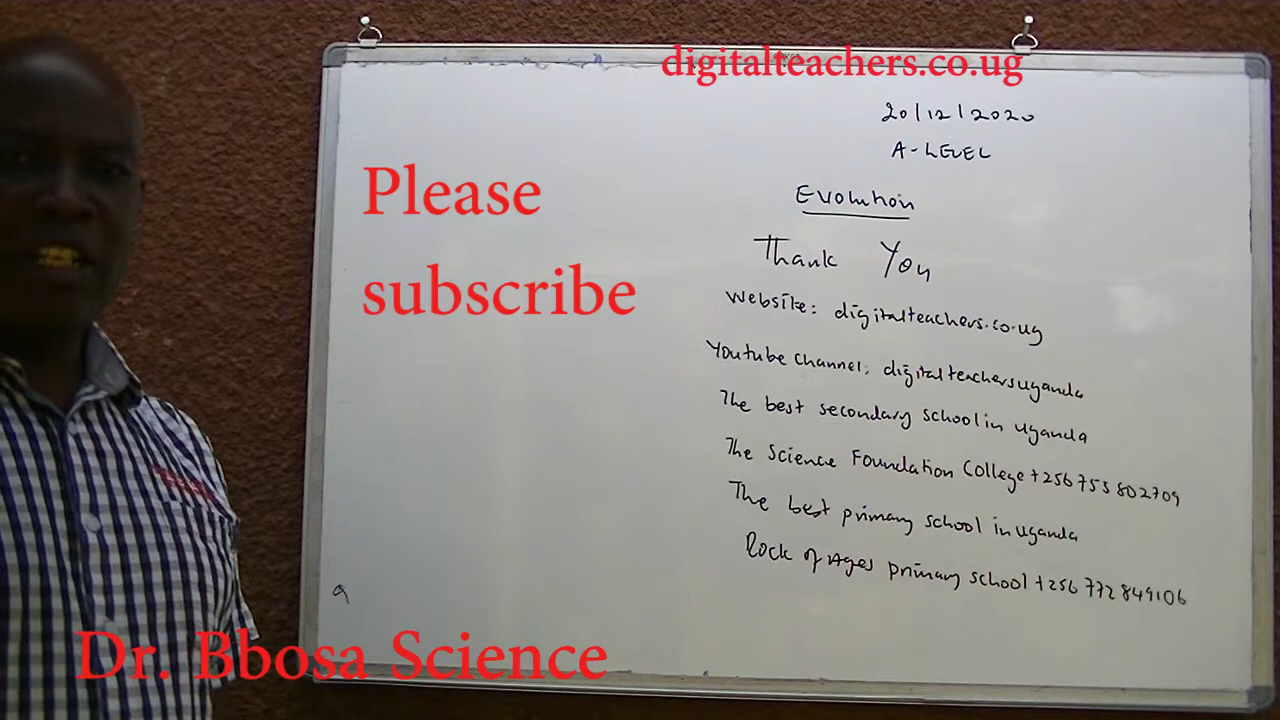 digitalteachers.co.ug
20/12/2020
A-LEVEL
Evolution
Thank You
Please
subscribe
Website: digitalteachers.co.ug
Youtube channel: digitalteachersuganda
The best secondary school in Uganda
The Science Foundation College +256 755 802709
The best primary school in Uganda
Rock of Ages primary school +256 772 849106
9
Dr. Bbosa Science